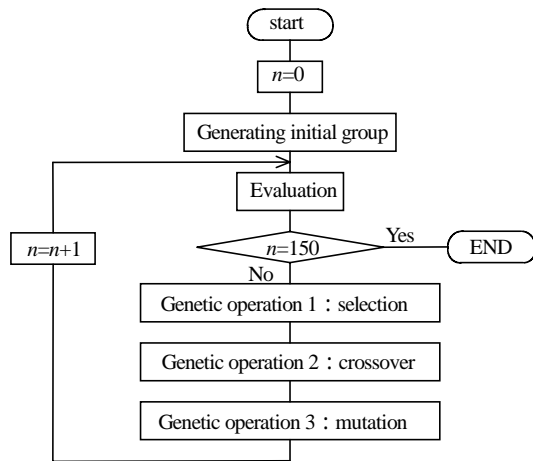 start
n=0
Generating initial group
Evaluation
n=150
Yes
END
No
n=n+1
Genetic operation 1：selection
Genetic operation 2：crossover
Genetic operation 3：mutation